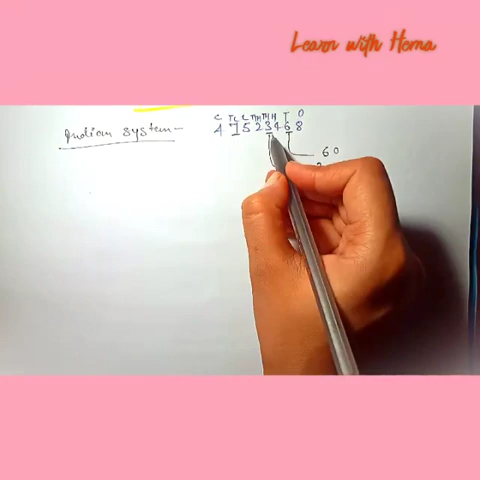 Learn with Homa
C TL L TTH TH H T O
Indian system - 4 7 5 2 3 4 6 8
60